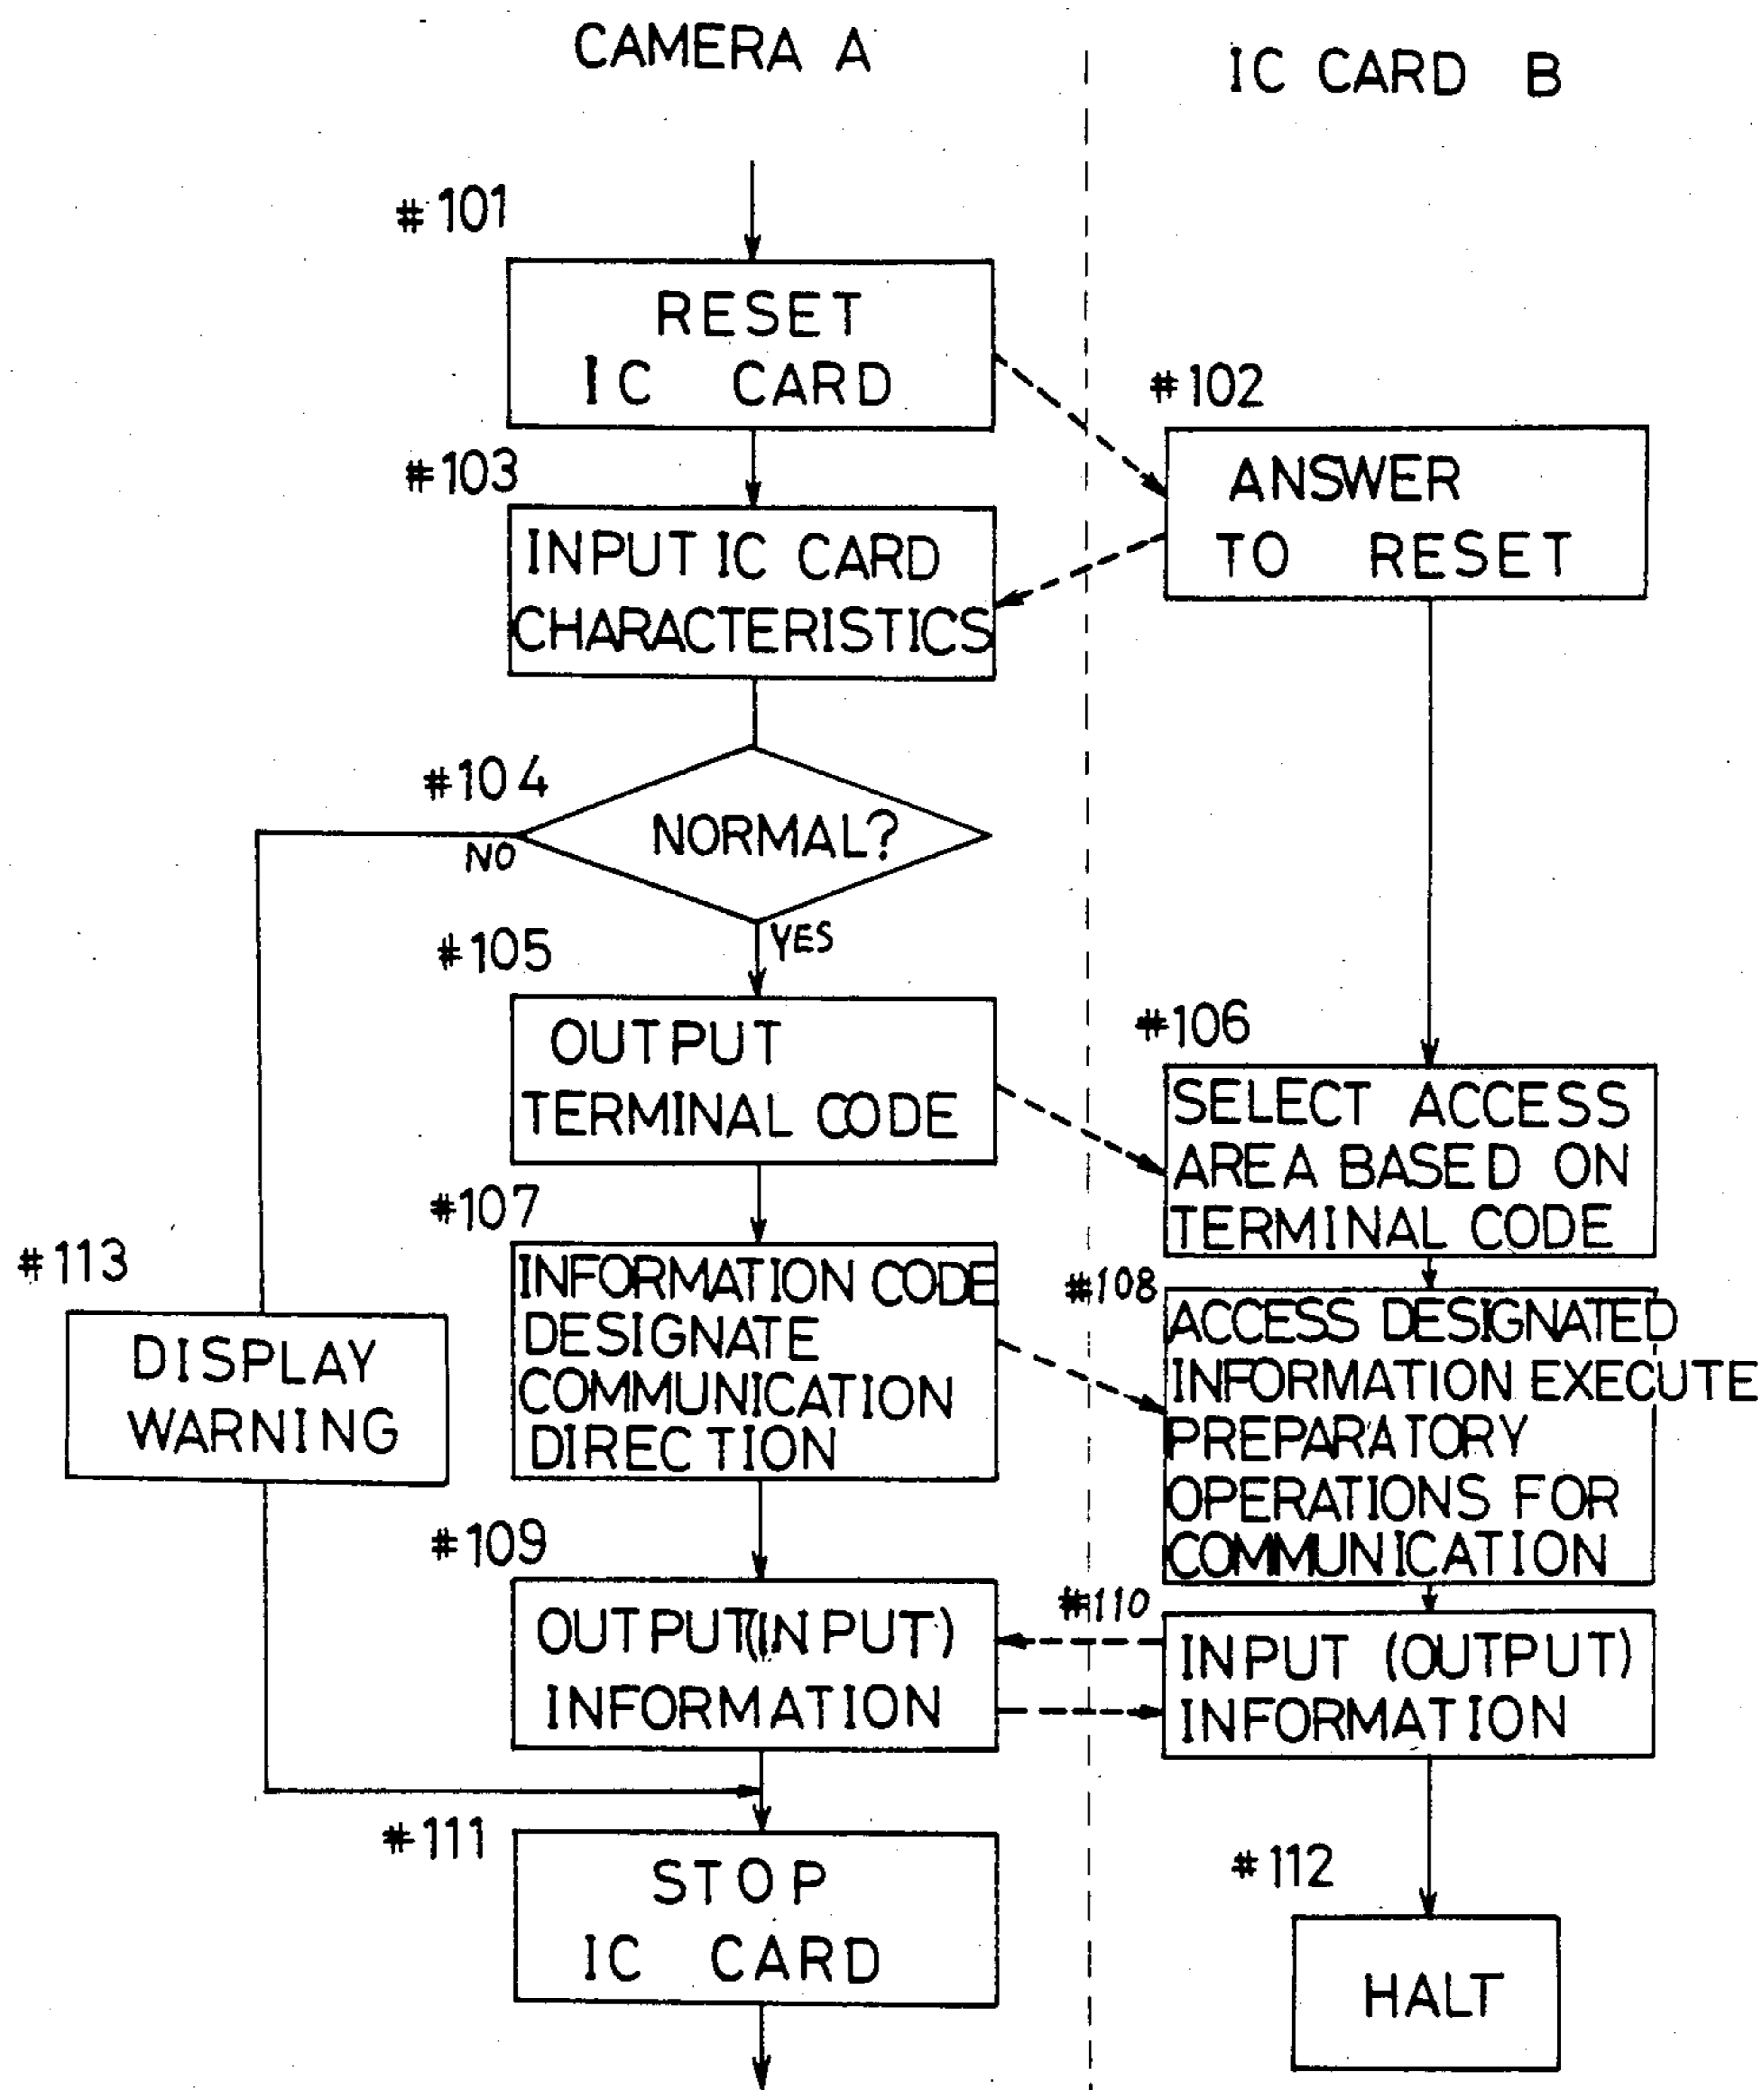 CAMERA A
IC CARD B
#101
RESET
IC CARD
#102
ANSWER
TO RESET
#103
INPUT IC CARD
CHARACTERISTICS
#104
NORMAL?
NO
YES
#105
OUTPUT
TERMINAL CODE
#106
SELECT ACCESS
AREA BASED ON
TERMINAL CODE
#107
INFORMATION CODE
DESIGNATE
COMMUNICATION
DIRECTION
#108
ACCESS DESIGNATED
INFORMATION EXECUTE
PREPARATORY
OPERATIONS FOR
COMMUNICATION
#113
DISPLAY
WARNING
#109
OUTPUT(INPUT)
INFORMATION
#110
INPUT (OUTPUT)
INFORMATION
#111
STOP
IC CARD
#112
HALT